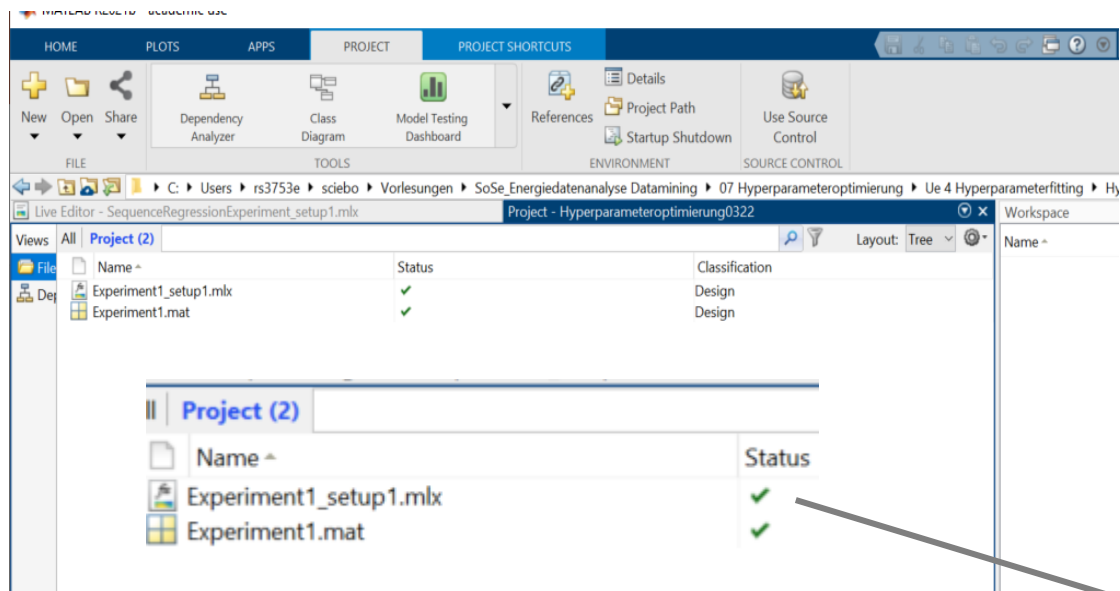 MATLAB R2021b - academic use
HOME PLOTS APPS PROJECT PROJECT SHORTCUTS
New Open Share Dependency Analyzer Class Diagram Model Testing Dashboard References Details Project Path Startup Shutdown Use Source Control
FILE TOOLS ENVIRONMENT SOURCE CONTROL
C: Users rs3753e sciebo Vorlesungen SoSe_Energiedatenanalyse Datamining 07 Hyperparameteroptimierung Ue 4 Hyperparameterfitting Hy
Live Editor - SequenceRegressionExperiment_setup1.mlx Project - Hyperparameteroptimierung0322 Workspace
Views All Project (2) Layout: Tree Name
File Name Status Classification
Dep Experiment1_setup1.mlx Design
Experiment1.mat Design
ll Project (2)
Name Status
Experiment1_setup1.mlx
Experiment1.mat